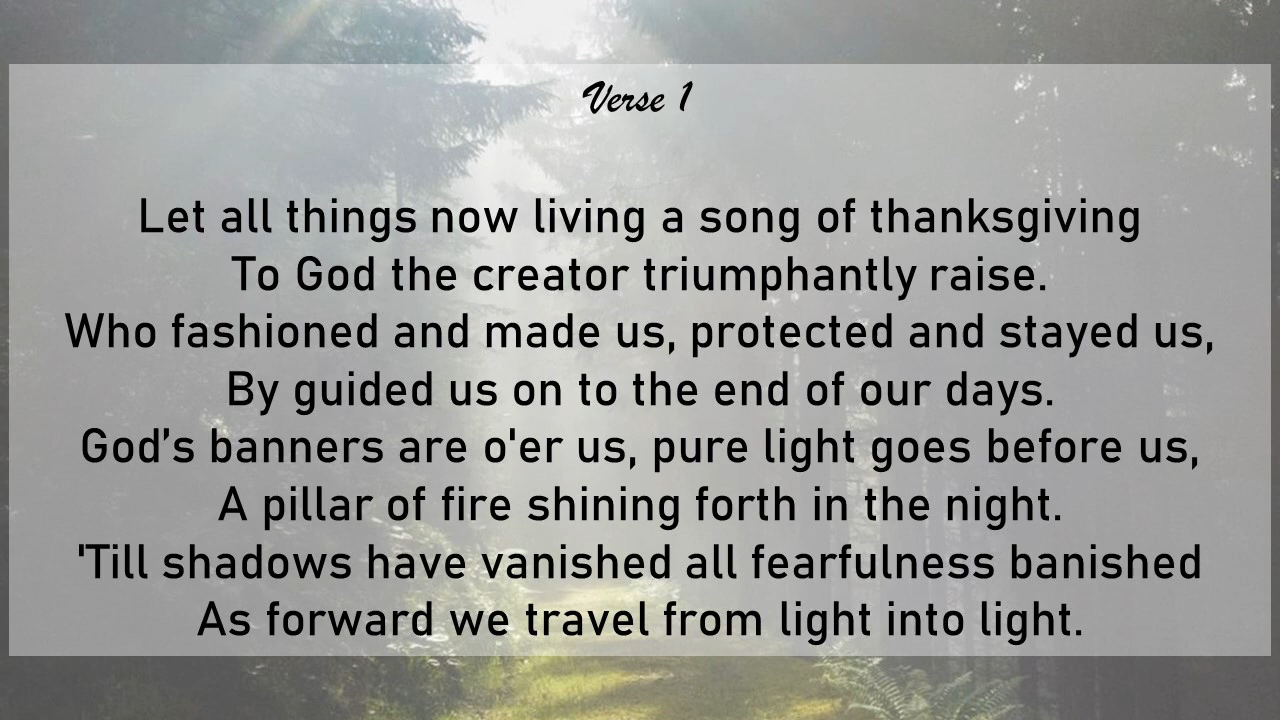 Verse 1
Let all things now living a song of thanksgiving
To God the creator triumphantly raise.
Who fashioned and made us, protected and stayed us,
By guided us on to the end of our days.
God’s banners are o'er us, pure light goes before us,
A pillar of fire shining forth in the night.
'Till shadows have vanished all fearfulness banished
As forward we travel from light into light.